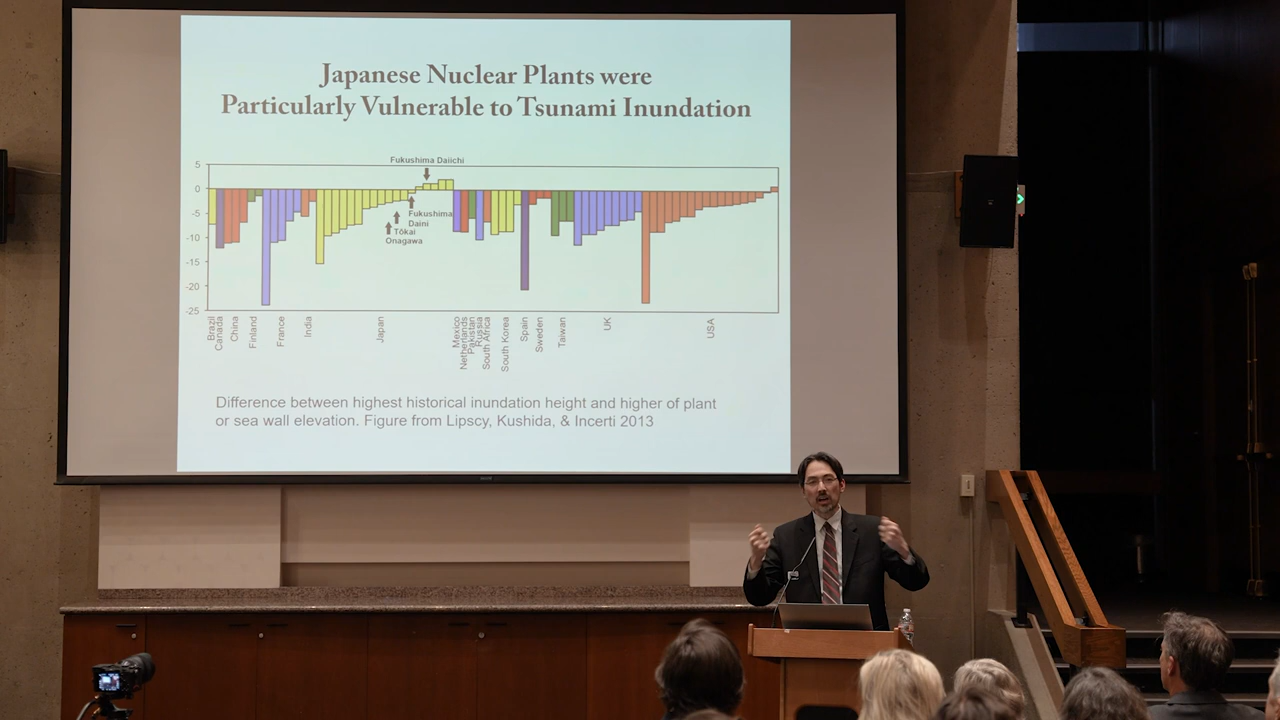 Japanese Nuclear Plants were
Particularly Vulnerable to Tsunami Inundation
5
0
-5
-10
-15
-20
-25
Fukushima Daiichi
Fukushima
Daini
Tōkai
Onagawa
Brazil
Canada
China
Finland
France
India
Japan
Mexico
Netherlands
Pakistan
Russia
South Africa
South Korea
Spain
Sweden
Taiwan
UK
USA
Difference between highest historical inundation height and higher of plant
or sea wall elevation. Figure from Lipscy, Kushida, & Incerti 2013